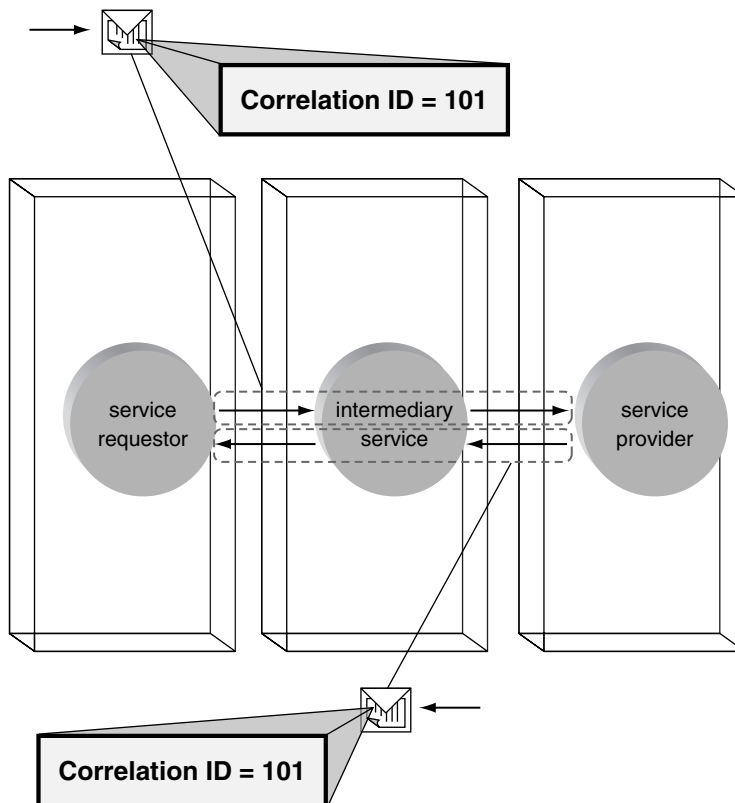 Correlation ID = 101
service
requestor
intermediary
service
service
provider
Correlation ID = 101